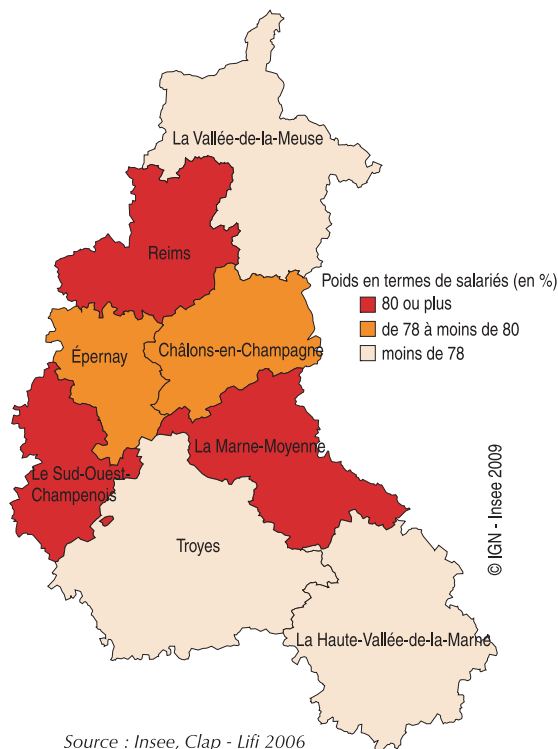 La Vallée-de-la-Meuse
Reims
Poids en termes de salariés (en %)
80 ou plus
de 78 à moins de 80
moins de 78
Épernay
Châlons-en-Champagne
La Marne-Moyenne
Le Sud-Ouest-
Champenois
Troyes
La Haute-Vallée-de-la-Marne
© IGN - Insee 2009
Source : Insee, Clap - Lifi 2006